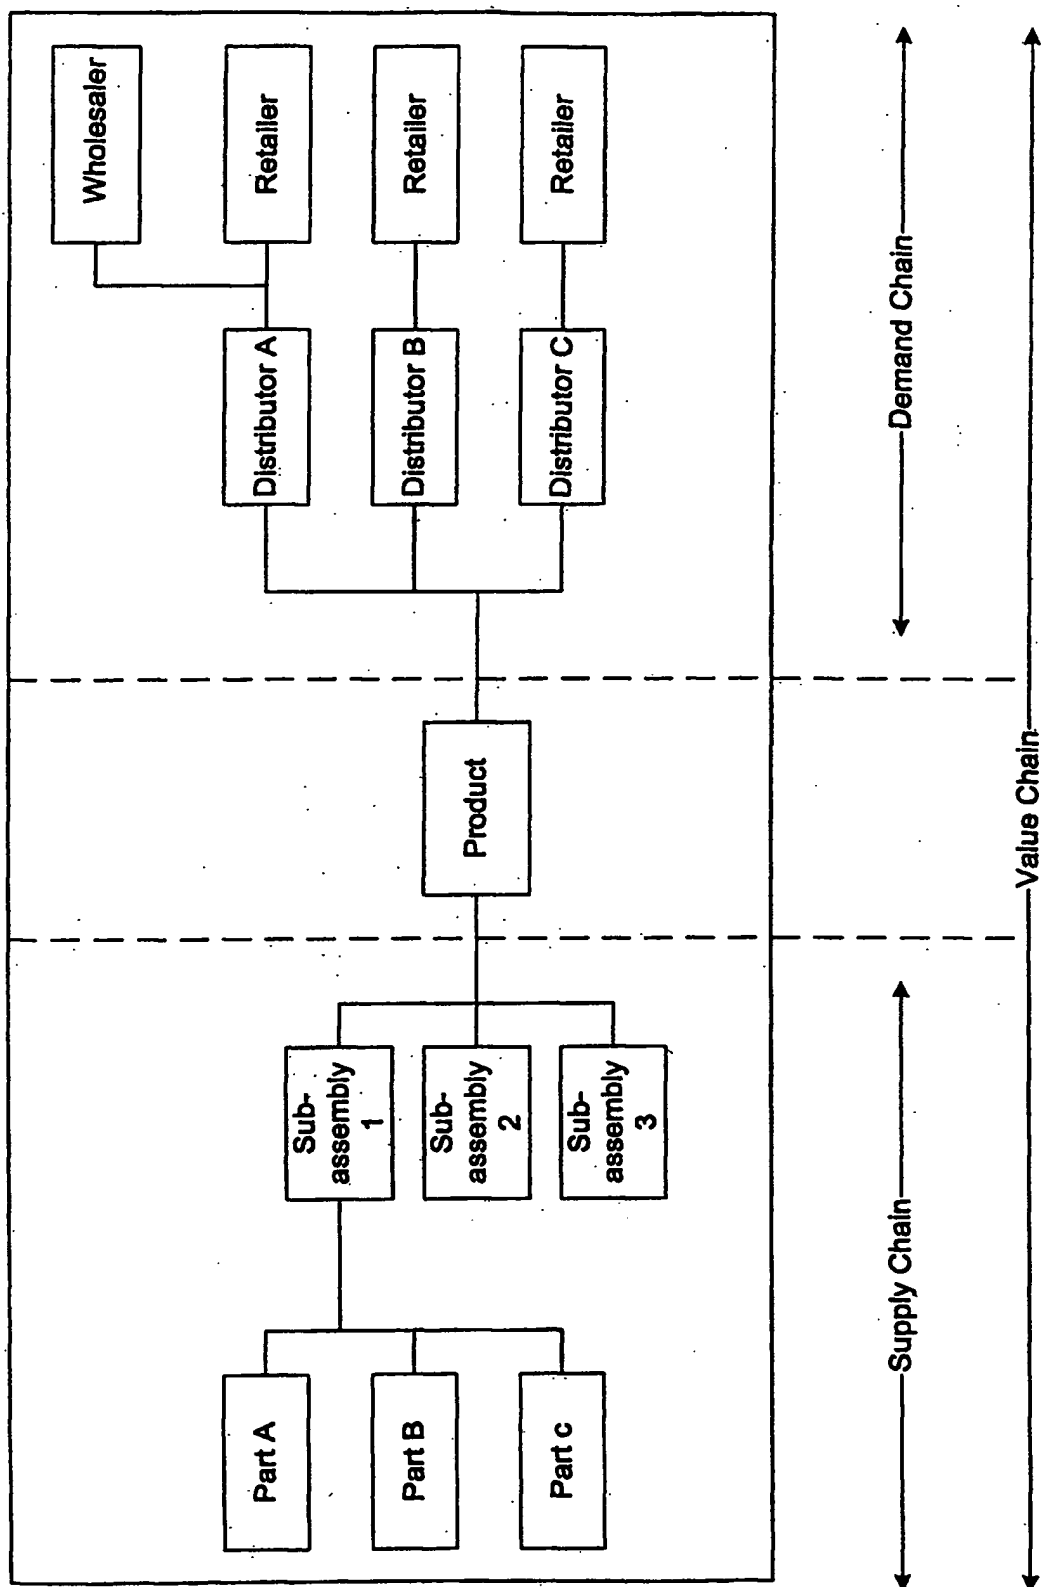 Part A
Part B
Part c
Sub-
assembly
1
Sub-
assembly
2
Sub-
assembly
3
Product
Distributor A
Distributor B
Distributor C
Wholesaler
Retailer
Retailer
Retailer
Supply Chain
Demand Chain
Value Chain